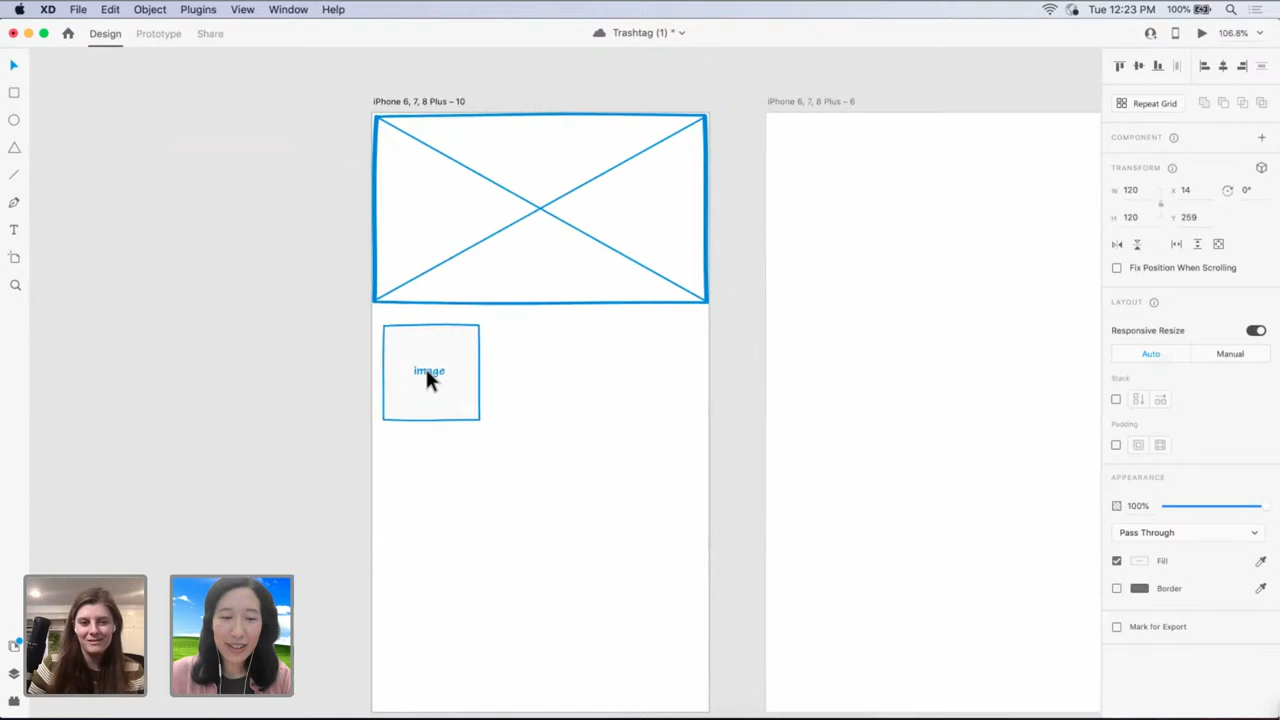 XD File Edit Object Plugins View Window Help
100% Tue 12:23 PM
Design Prototype Share
Trashtag (1) *
106.8%
iPhone 6, 7, 8 Plus – 10
iPhone 6, 7, 8 Plus – 6
image
Repeat Grid
COMPONENT
TRANSFORM
W 120 X 14 0°
H 120 Y 259
Fix Position When Scrolling
LAYOUT
Responsive Resize
Auto Manual
Stack
Padding
APPEARANCE
100%
Pass Through
Fill
Border
Mark for Export